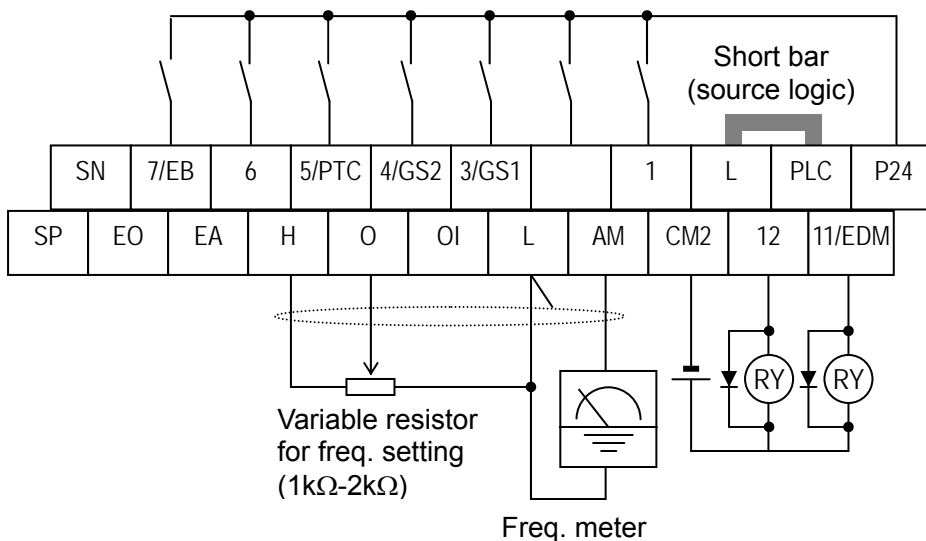 Short bar
(source logic)
SN 7/EB 6 5/PTC 4/GS2 3/GS1 1 L PLC P24
SP EO EA H O OI L AM CM2 12 11/EDM
RY RY
Variable resistor
for freq. setting
(1kΩ-2kΩ)
Freq. meter